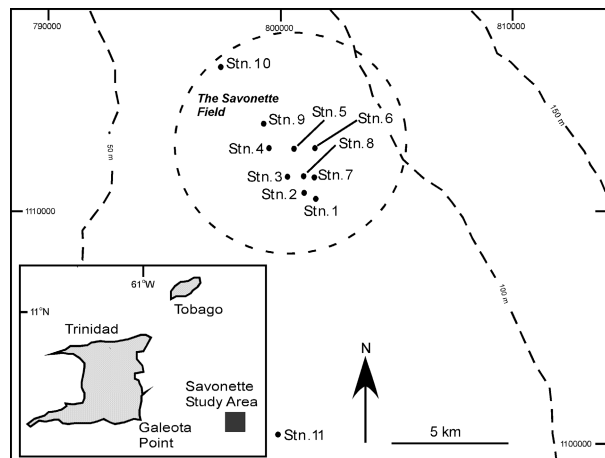 790000
800000
810000
Stn.10
The Savonette
Field
Stn.5
Stn.6
Stn.9
Stn.8
Stn.4
Stn.3
Stn.7
Stn.2
Stn.1
50 m
150 m
100 m
1110000
61°W
11°N
Tobago
Trinidad
Savonette
Study Area
Galeota
Point
N
5 km
Stn.11
1100000